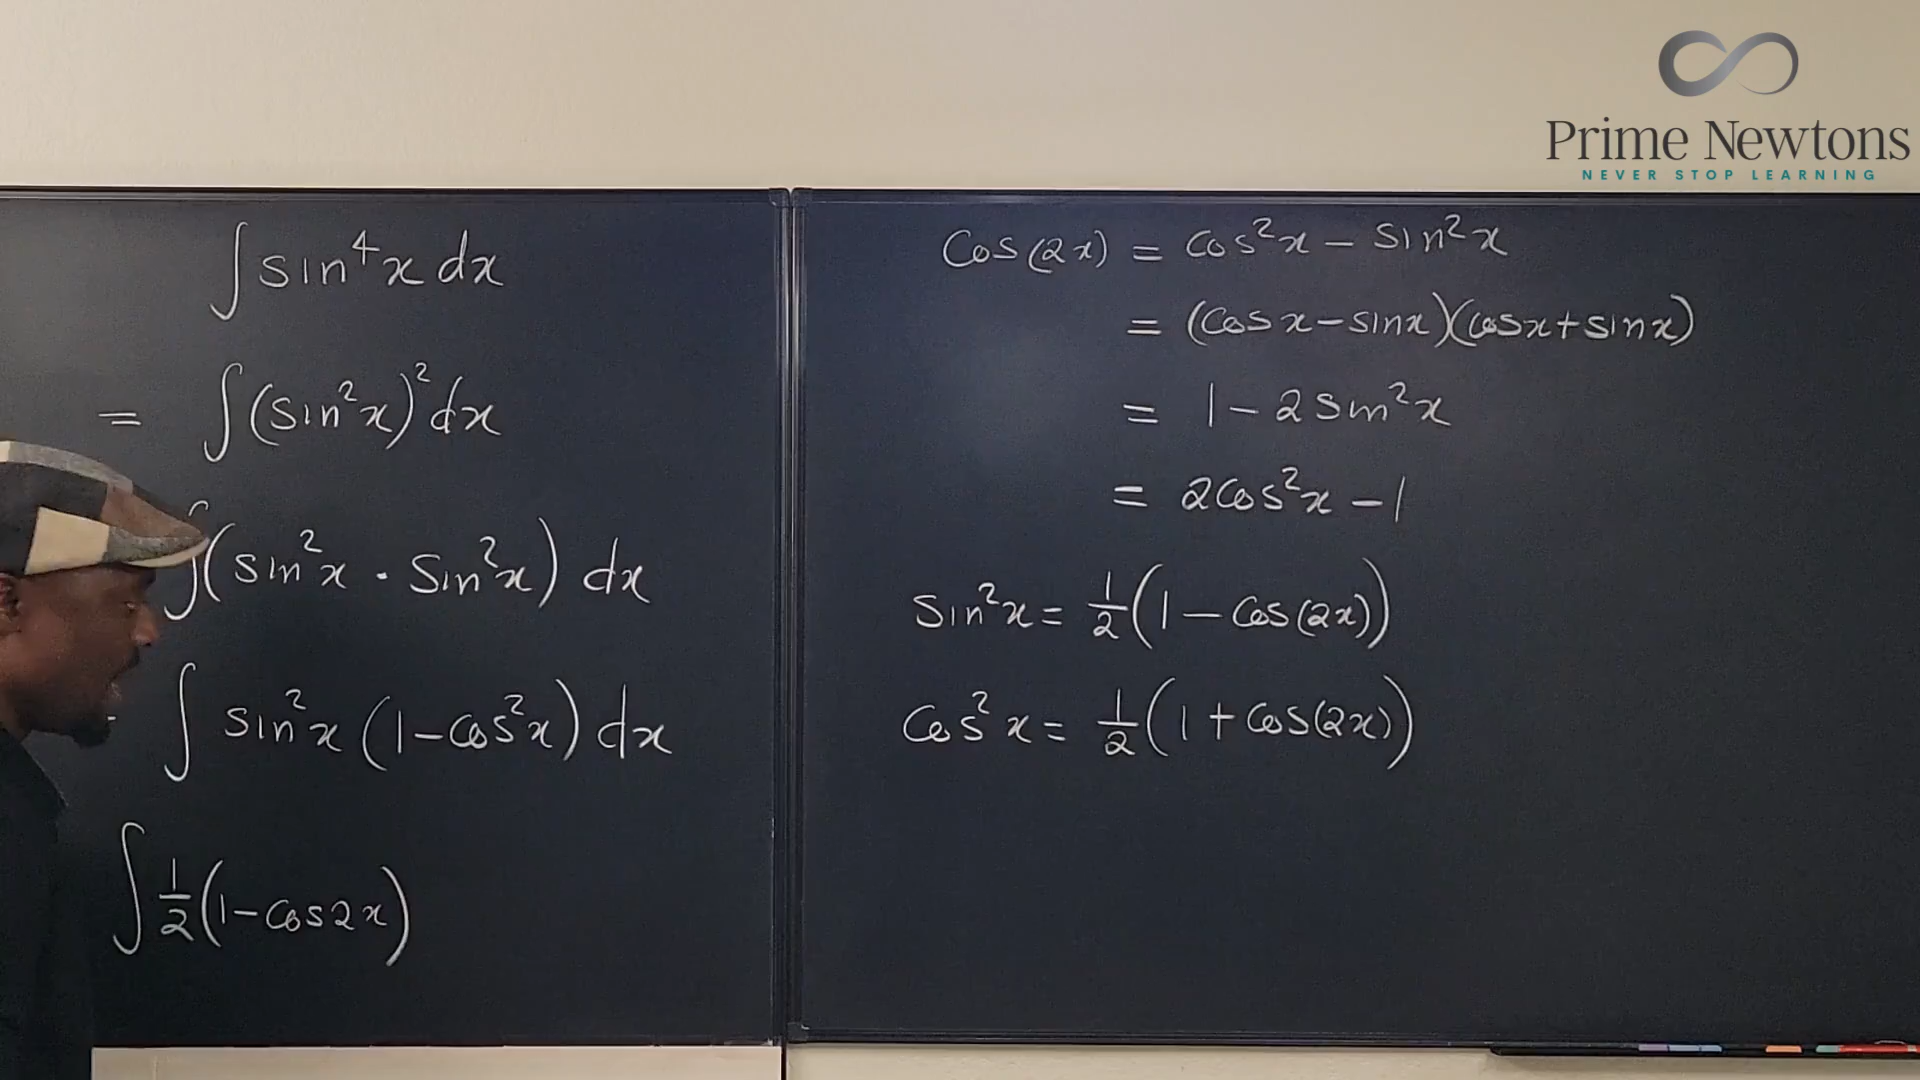 Prime Newtons
NEVER STOP LEARNING
∫ sin⁴x dx
= ∫ (sin²x)² dx
∫ (sin²x · sin²x) dx
∫ sin²x (1-cos²x) dx
∫ 1/2 (1-cos2x)
Cos(2x) = cos²x - sin²x
= (cosx-sinx)(cosx+sinx)
= 1-2sin²x
= 2cos²x-1
Sin²x = 1/2 (1-cos(2x))
Cos²x = 1/2 (1+cos(2x))